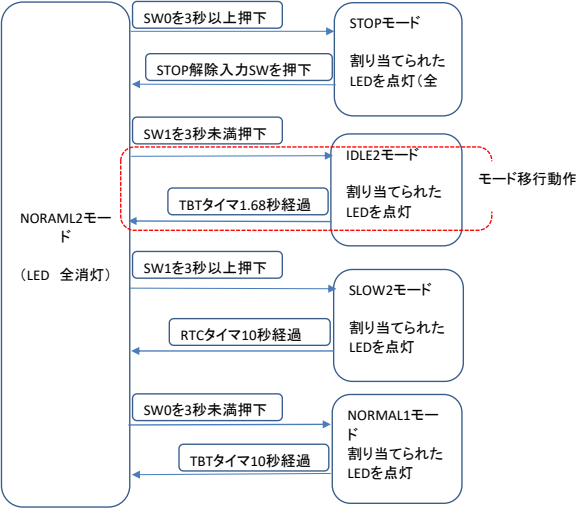 SW0を3秒以上押下
STOPモード
割り当てられた
LEDを点灯（全
STOP解除入力SWを押下
SW1を3秒未満押下
IDLE2モード
割り当てられた
LEDを点灯
モード移行動作
TBTタイマ1.68秒経過
NORAML2モー
ド
（LED　全消灯）
SW1を3秒以上押下
SLOW2モード
割り当てられた
LEDを点灯
RTCタイマ10秒経過
SW0を3秒未満押下
NORMAL1モー
ド
割り当てられた
LEDを点灯
TBTタイマ10秒経過